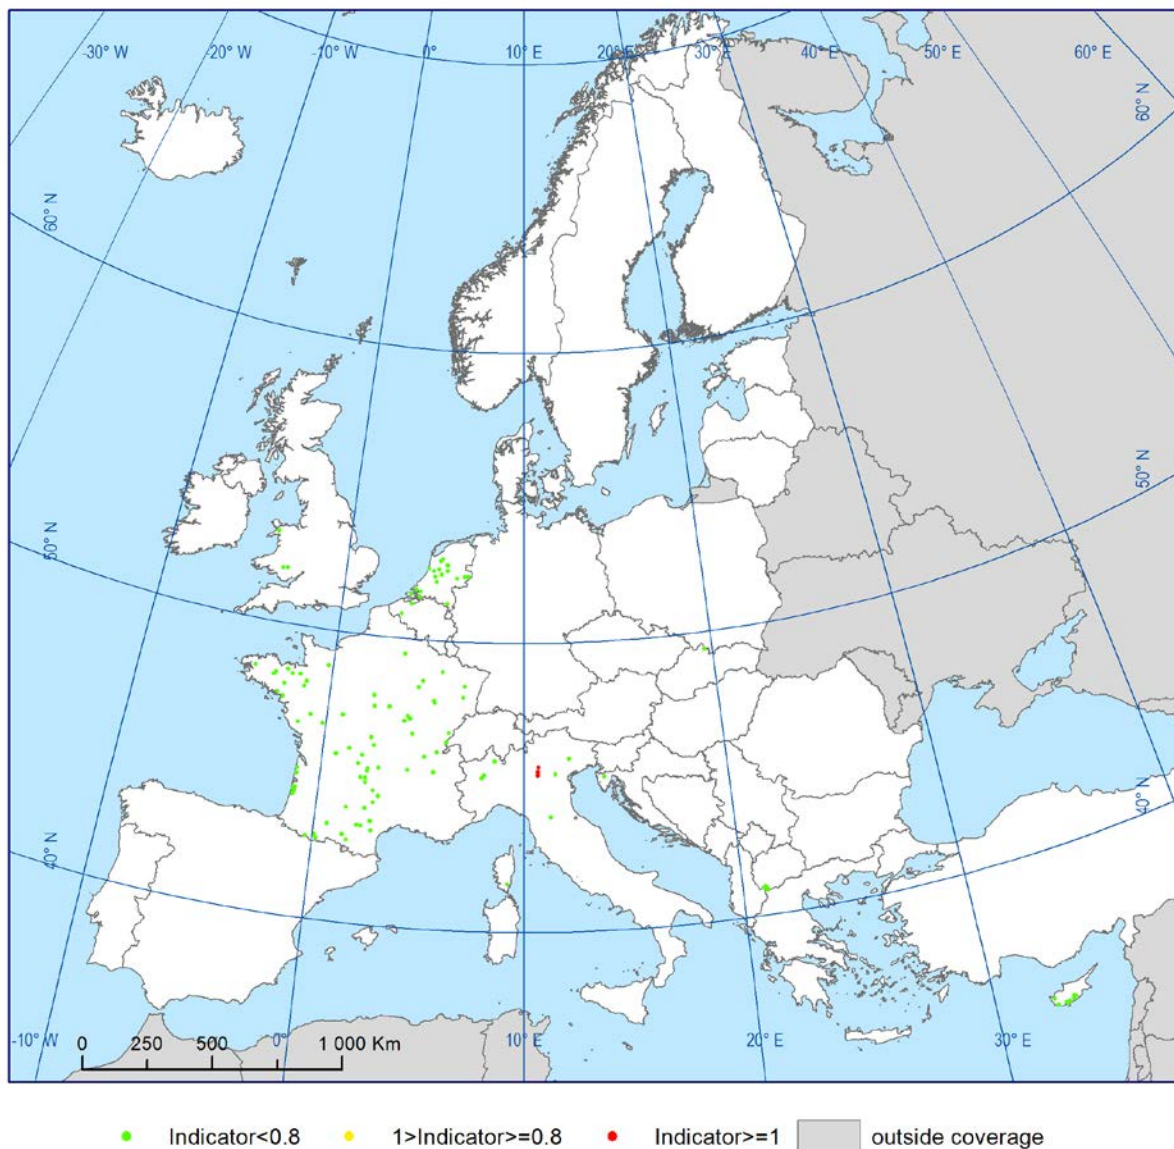 -30° W -20° W -10° W 0° 10° E 20° E 30° E 40° E 50° E 60° E
60° N
60° N
50° N
50° N
40° N
40° N
-10° W 0° 10° E 20° E 30° E
0 250 500 1 000 Km
Indicator<0.8 1>Indicator>=0.8 Indicator>=1 outside coverage